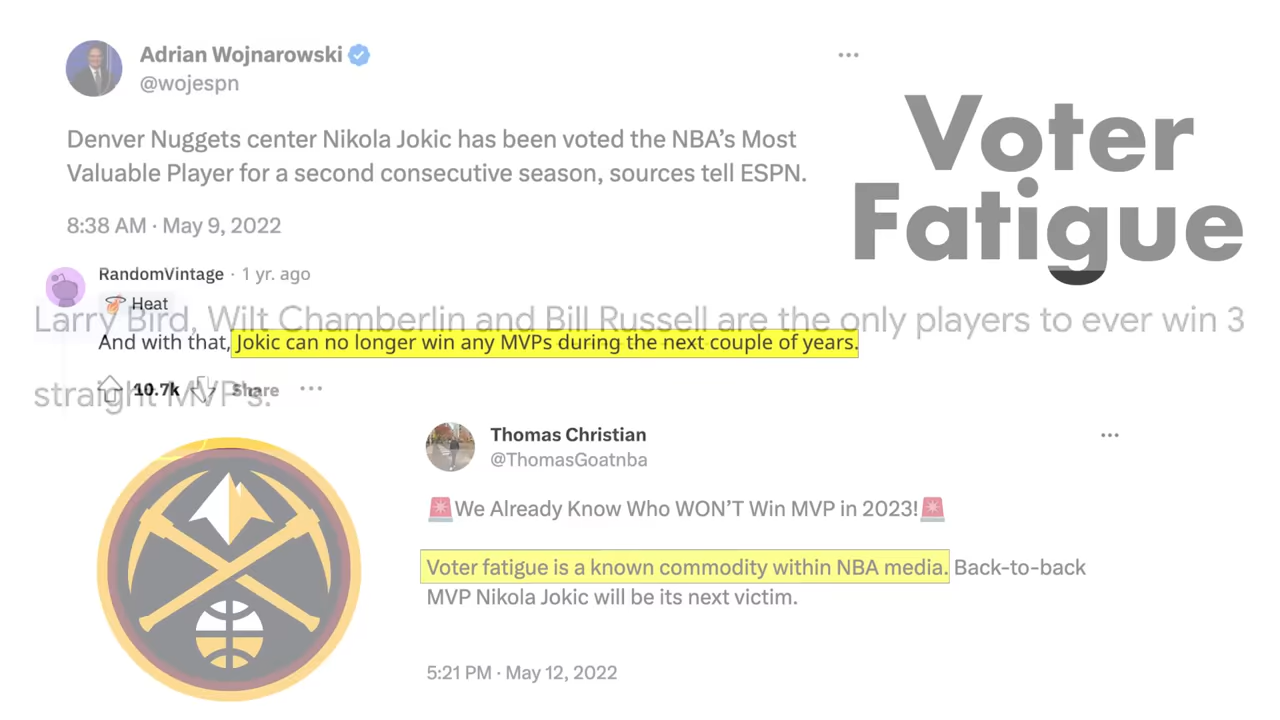 Adrian Wojnarowski
@wojespn
Denver Nuggets center Nikola Jokic has been voted the NBA’s Most
Valuable Player for a second consecutive season, sources tell ESPN.
8:38 AM · May 9, 2022
Voter
Fatigue
RandomVintage · 1 yr. ago
Heat
Larry Bird, Wilt Chamberlin and Bill Russell are the only players to ever win 3
And with that, Jokic can no longer win any MVPs during the next couple of years.
10.7k Share
straight MVP's.
Thomas Christian
@ThomasGoatnba
We Already Know Who WON’T Win MVP in 2023!
Voter fatigue is a known commodity within NBA media. Back-to-back
MVP Nikola Jokic will be its next victim.
5:21 PM · May 12, 2022